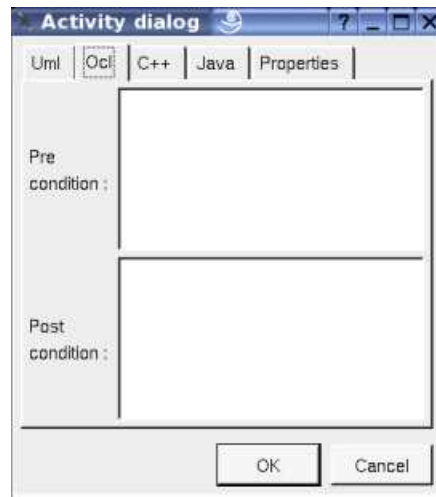 Activity dialog
Uml Ocl C++ Java Properties
Pre
condition :
Post
condition :
OK Cancel